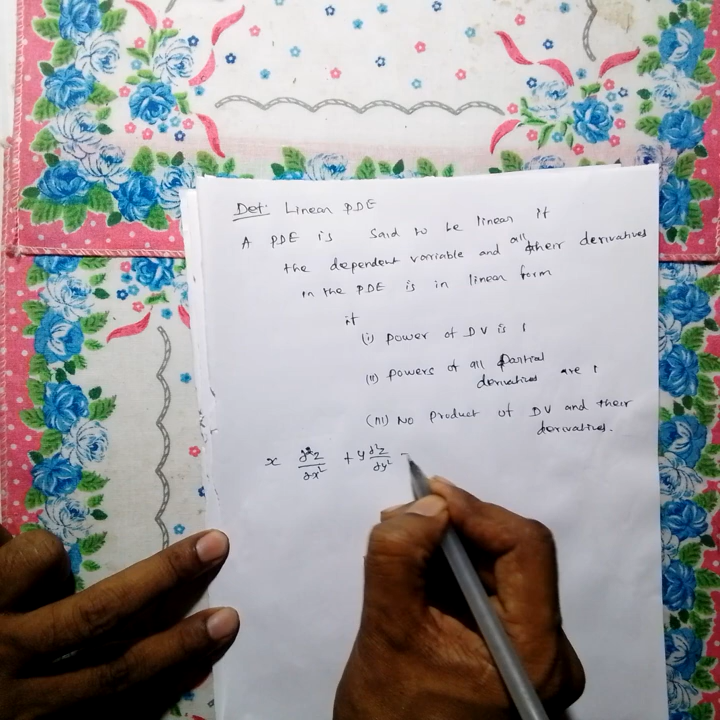 Def: Linear PDE
A PDE is said to be linear if
the dependent variable and all their derivatives
in the PDE is in linear form
if
(i) power of DV is 1
(ii) powers of all partial
derivatives are 1
(iii) No product of DV and their
derivatives.
x ∂²z/∂x² + y ∂²z/∂y² -